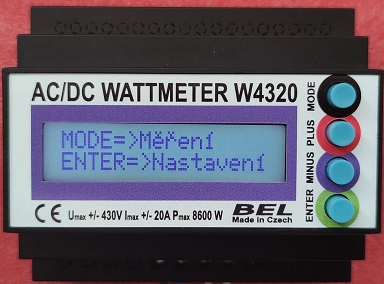 AC/DC WATTMETER W4320
MODE=>Měření
ENTER=>Nastavení
ENTER MINUS PLUS MODE
CE Umax +/- 430V Imax +/- 20A Pmax 8600 W
BEL
Made in Czech